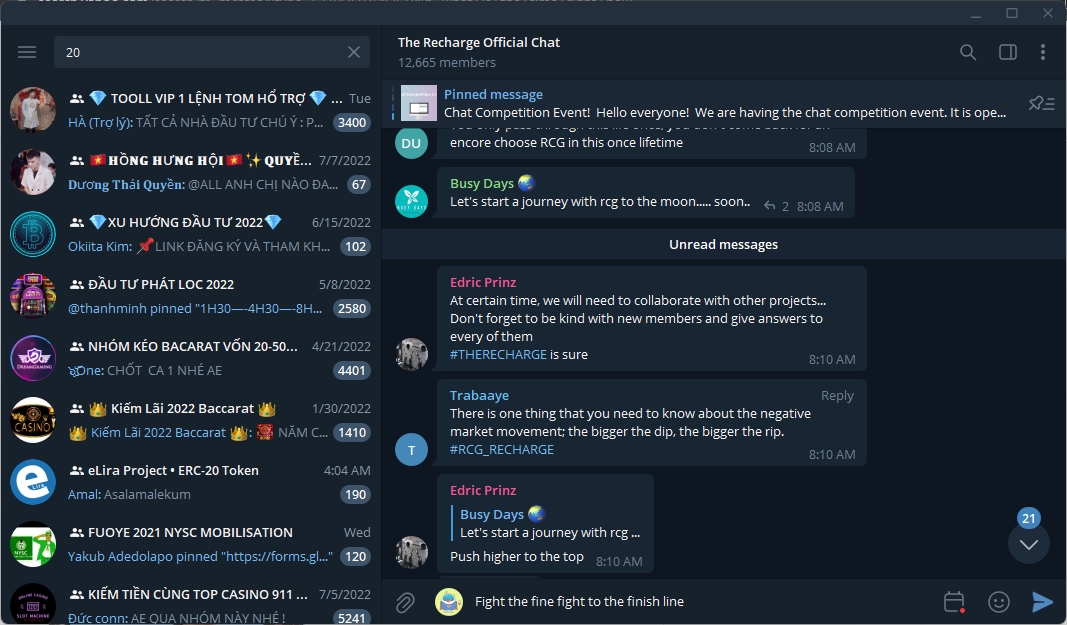 20
TOOLL VIP 1 LỆNH TOM HỔ TRỢ 💎 ... Tue
HÀ (Trợ lý): TẤT CẢ NHÀ ĐẦU TƯ CHÚ Ý : P... 3400
HỒNG HƯNG HỘI🇻🇳✨QUYỀ... 7/7/2022
Dương Thái Quyền: @ALL ANH CHỊ NÀO ĐA... 67
💎XU HƯỚNG ĐẦU TƯ 2022💎 6/15/2022
Okiita Kim: 📌LINK ĐĂNG KÝ VÀ THAM KH... 102
ĐẦU TƯ PHÁT LOC 2022 5/8/2022
@thanhminh pinned "1H30—-4H30—-8H... 2580
NHÓM KÉO BACARAT VỐN 20-50... 4/21/2022
One: CHỐT CA 1 NHÉ AE 4401
👑 Kiếm Lãi 2022 Baccarat 👑 1/30/2022
👑 Kiếm Lãi 2022 Baccarat 👑: 🧧 NĂM C... 1410
eLira Project • ERC-20 Token 4:04 AM
Amal: Asalamalekum 190
FUOYE 2021 NYSC MOBILISATION Wed
Yakub Adedolapo pinned "https://forms.gl..." 120
KIẾM TIỀN CÙNG TOP CASINO 911 ... 7/5/2022
Đức conn: AE QUA NHÓM NÀY NHÉ ! 5241
The Recharge Official Chat
12,665 members
Pinned message
Chat Competition Event! Hello everyone! We are having the chat competition event. It is ope...
DU
encore choose RCG in this once lifetime
8:08 AM
Busy Days 🌏
Let's start a journey with rcg to the moon..... soon.. 2 8:08 AM
Unread messages
Edric Prinz
At certain time, we will need to collaborate with other projects...
Don't forget to be kind with new members and give answers to
every of them
#THERECHARGE is sure
8:10 AM
Trabaaye Reply
There is one thing that you need to know about the negative
market movement; the bigger the dip, the bigger the rip.
#RCG_RECHARGE
T 8:10 AM
Edric Prinz
Busy Days 🌏
Let's start a journey with rcg ...
Push higher to the top 8:10 AM
21
Fight the fine fight to the finish line